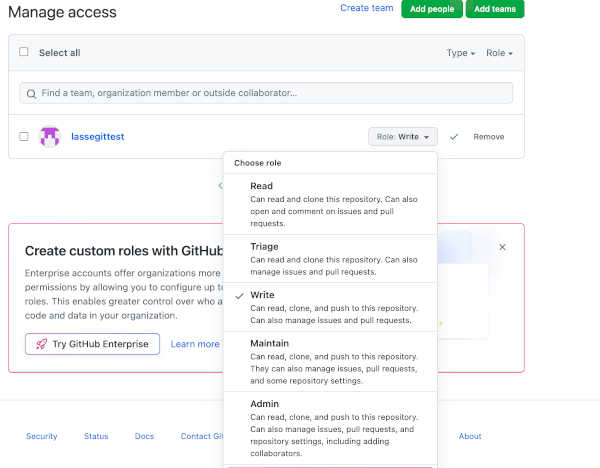 Manage access
Create team
Add people
Add teams
Select all
Type
Role
Find a team, organization member or outside collaborator...
lassegittest
Role: Write
Remove
Choose role
Read
Can read and clone this repository. Can also
open and comment on issues and pull
requests.
Triage
Can read and clone this repository. Can also
manage issues and pull requests.
Write
Can read, clone, and push to this repository.
Can also manage issues and pull requests.
Maintain
Can read, clone, and push to this repository.
They can also manage issues, pull requests,
and some repository settings.
Admin
Can read, clone, and push to this repository.
Can also manage issues, pull requests, and
repository settings, including adding
collaborators.
Create custom roles with GitHub
Enterprise accounts offer organizations more
permissions by allowing you to configure up to
roles. This enables greater control over who a
code and data in your organization.
Try GitHub Enterprise
Learn more
Security
Status
Docs
Contact Git
About